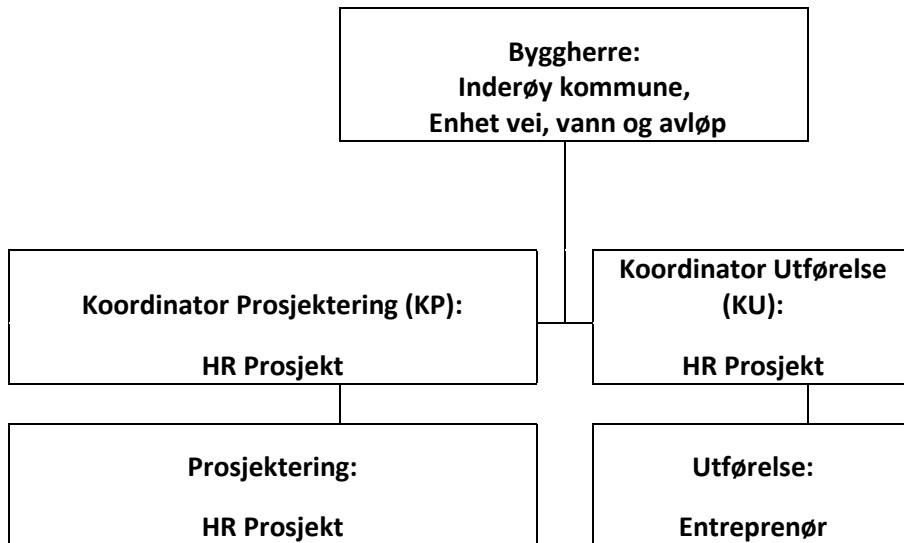 Byggherre:
Inderøy kommune,
Enhet vei, vann og avløp
Koordinator Prosjektering (KP):
HR Prosjekt
Koordinator Utførelse
(KU):
HR Prosjekt
Prosjektering:
HR Prosjekt
Utførelse:
Entreprenør